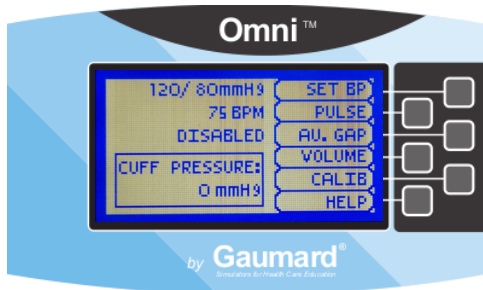 Omni™
120/ 80mmHg SET BP
75 BPM PULSE
DISABLED AU. GAP
VOLUME
CUFF PRESSURE: CALIB
0 mmHg HELP
by Gaumard®
Simulators for Health Care Education